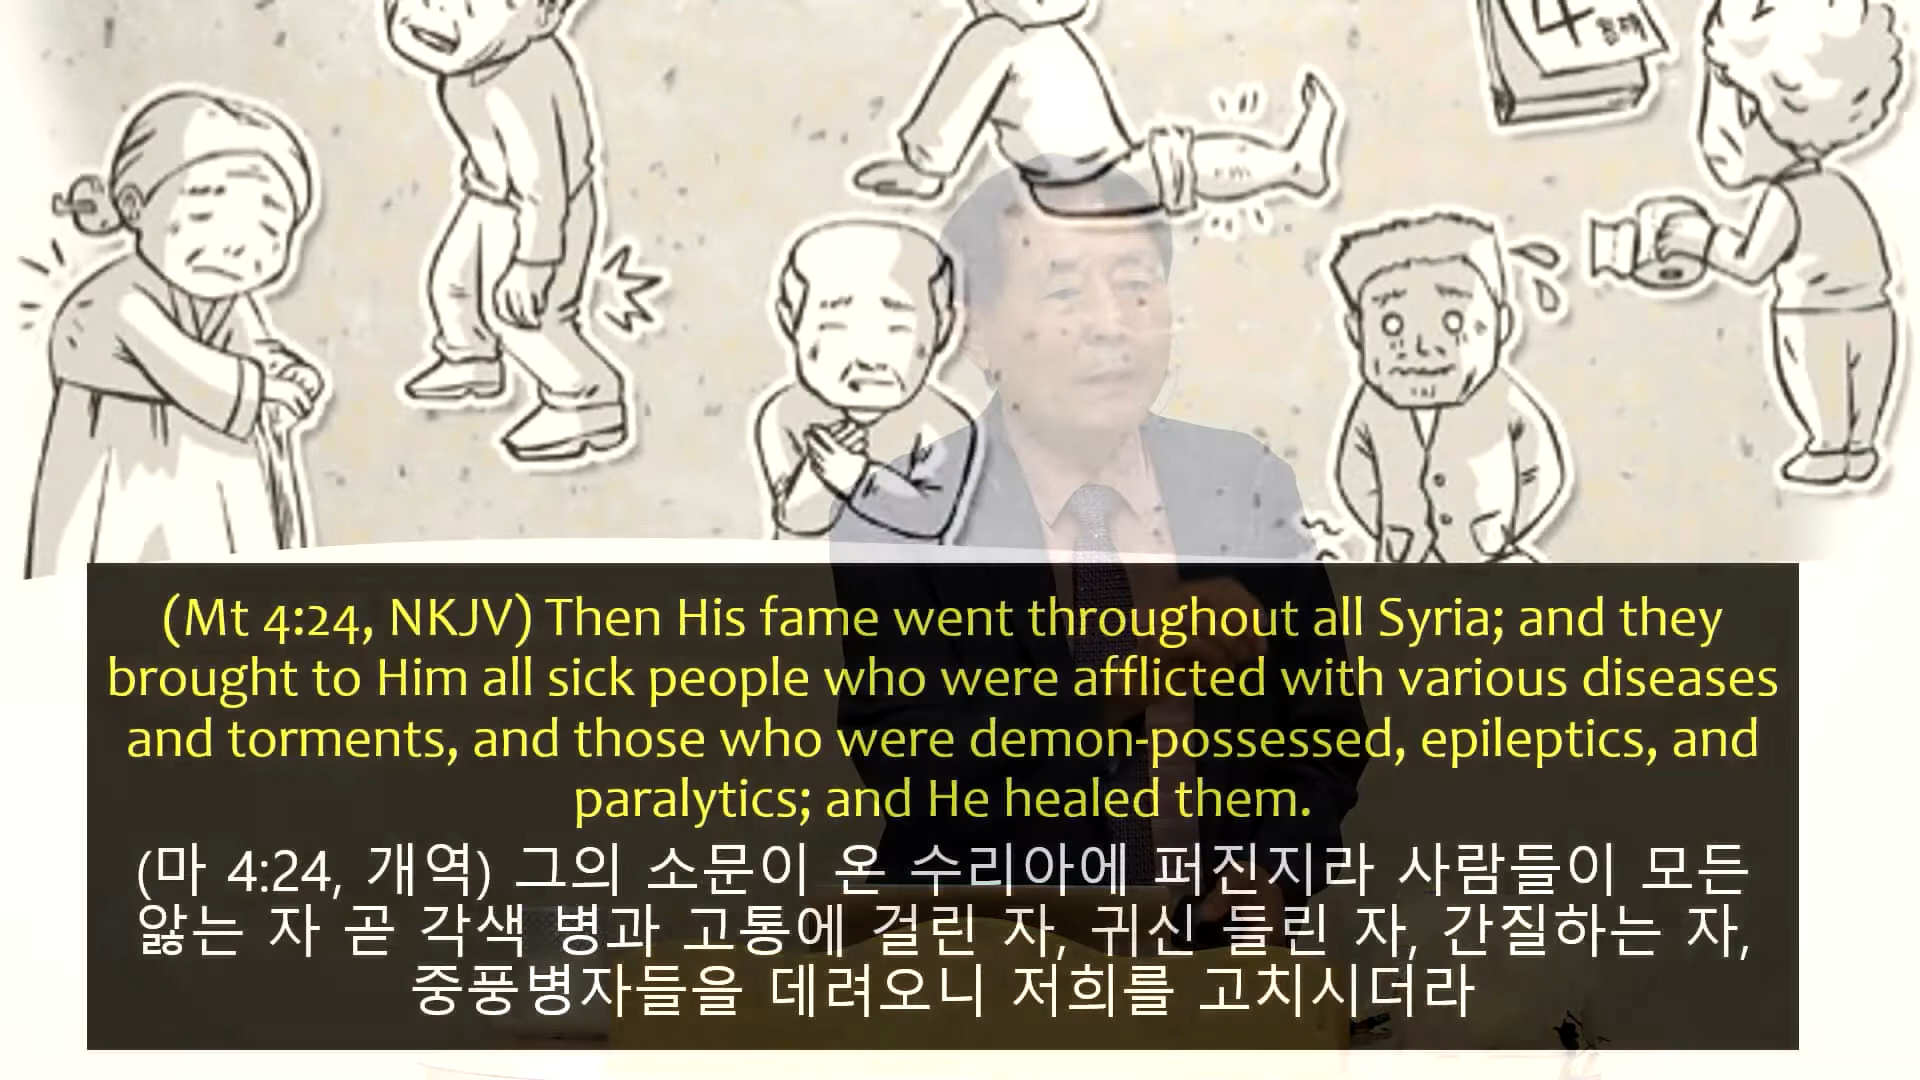 4
(Mt 4:24, NKJV) Then His fame went throughout all Syria; and they
brought to Him all sick people who were afflicted with various diseases
and torments, and those who were demon-possessed, epileptics, and
paralytics; and He healed them.
(마 4:24, 개역) 그의 소문이 온 수리아에 퍼진지라 사람들이 모든
앓는 자 곧 각색 병과 고통에 걸린 자, 귀신 들린 자, 간질하는 자,
중풍병자들을 데려오니 저희를 고치시더라